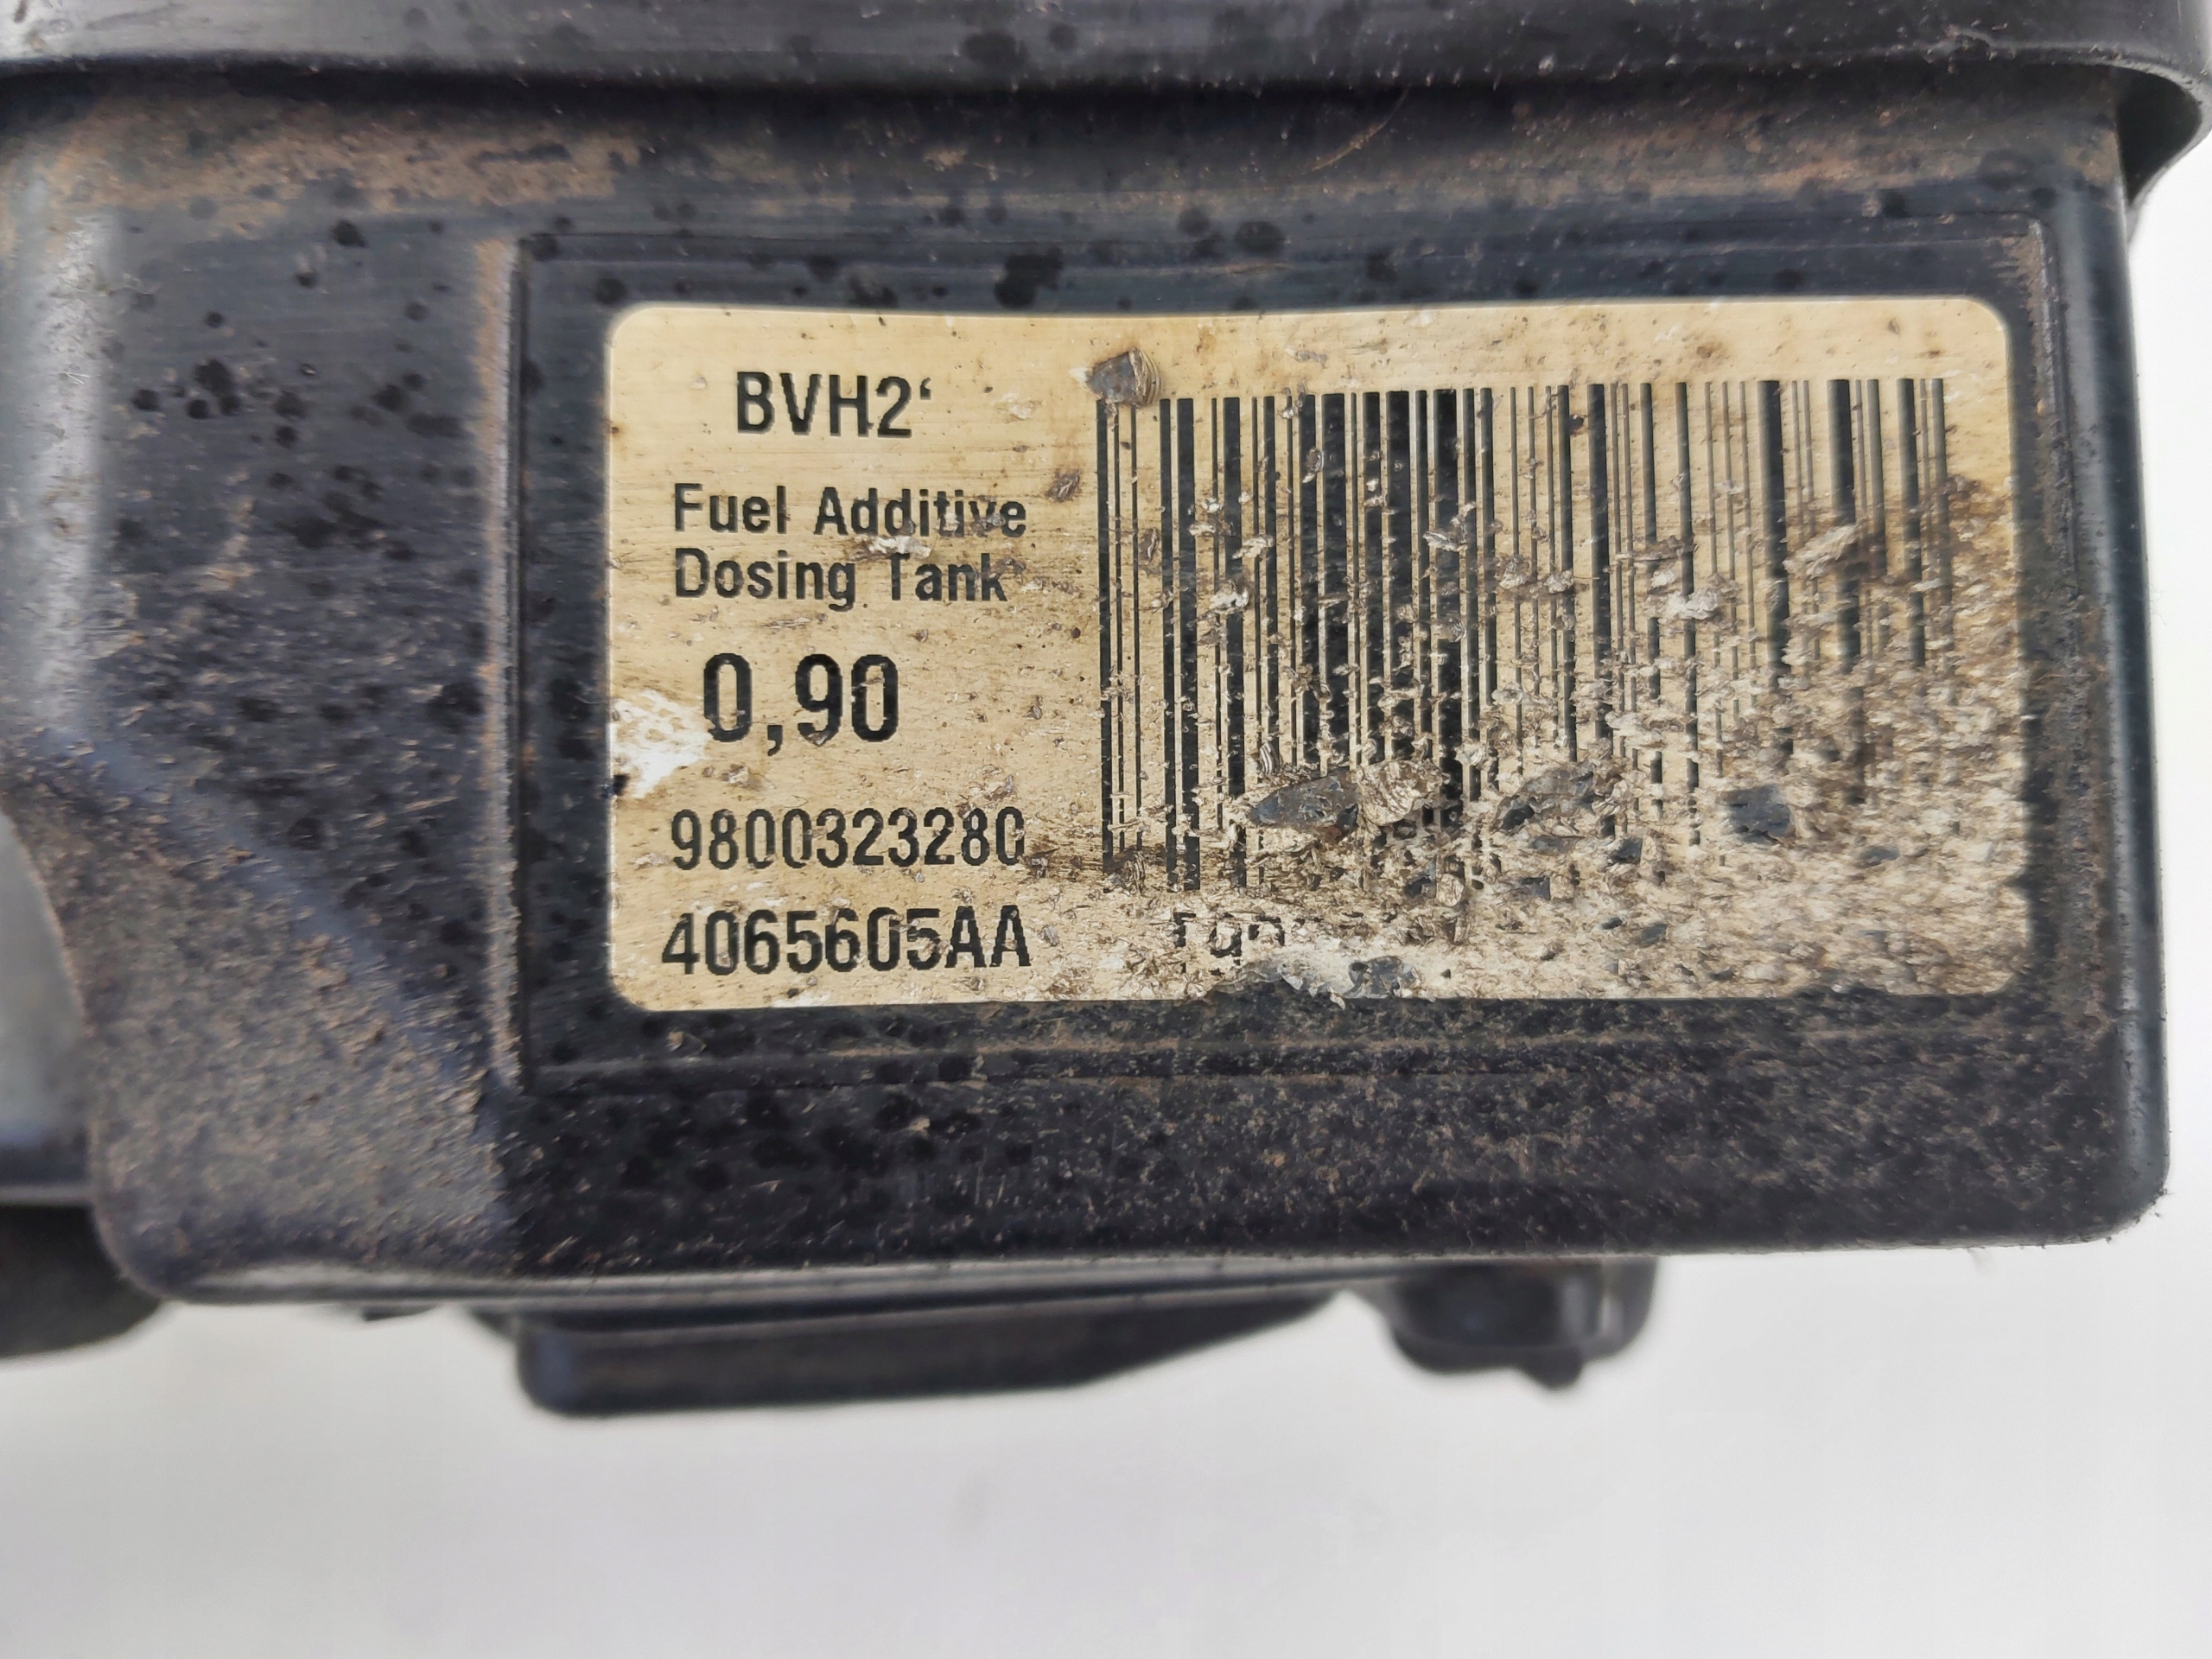 BVH2‘
Fuel Additive
Dosing Tank
0,90
9800323280
4065605AA